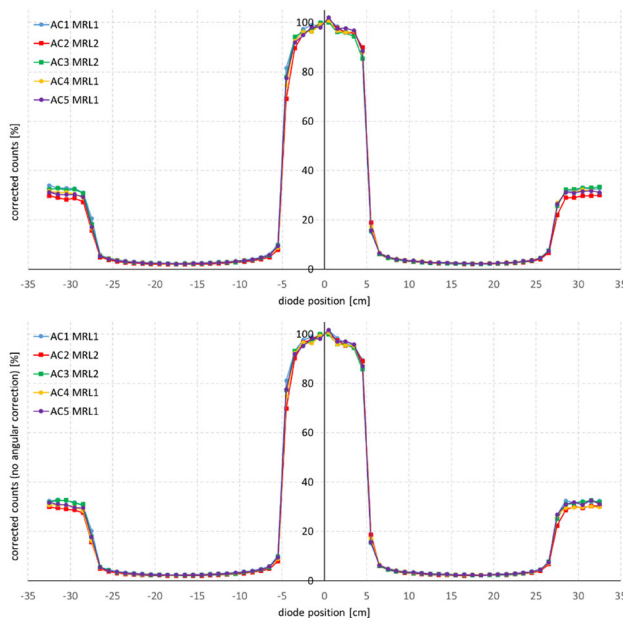 100
AC1 MRL1
AC2 MRL2
AC3 MRL2
AC4 MRL1
AC5 MRL1
80
60
40
20
0
corrected counts [%]
-35 -30 -25 -20 -15 -10 -5 0 5 10 15 20 25 30 35
diode position [cm]
100
AC1 MRL1
AC2 MRL2
AC3 MRL2
AC4 MRL1
AC5 MRL1
80
60
40
20
0
corrected counts (no angular correction) [%]
-35 -30 -25 -20 -15 -10 -5 0 5 10 15 20 25 30 35
diode position [cm]